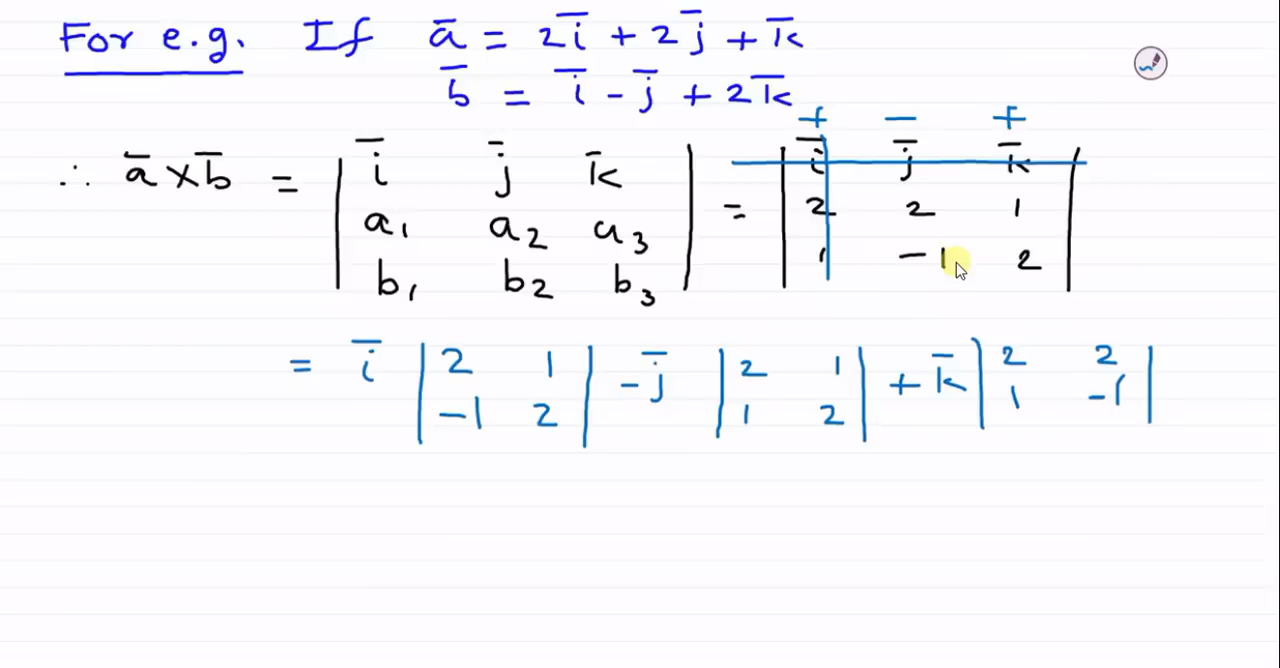 For e.g. If a̅ = 2i̅ + 2j̅ + k̅
b̅ = i̅ - j̅ + 2k̅
+ − +
∴ a̅ × b̅ = | i̅ j̅ k̅ | = | i̅ j̅ k̅ |
| a₁ a₂ a₃ | | 2 2 1 |
| b₁ b₂ b₃ | | 1 -1 2 |
= i̅ | 2 1 | - j̅ | 2 1 | + k̅ | 2 2 |
| -1 2 | | 1 2 | | 1 -1 |